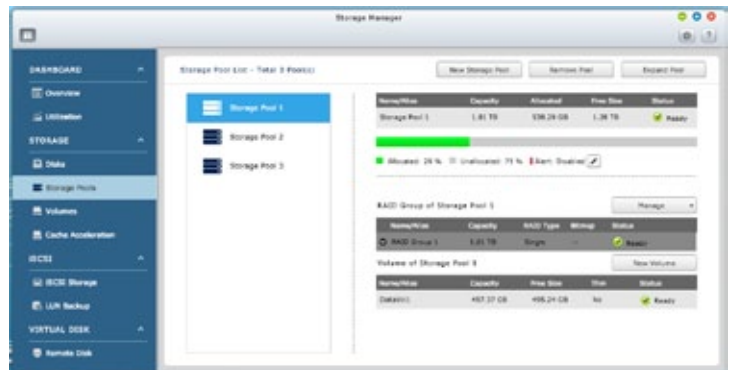 Storage Manager
DASHBOARD
Overview
Utilization
STORAGE
Disks
Storage Pools
Volumes
Cache Acceleration
iSCSI
iSCSI Storage
LUN Backup
VIRTUAL DISK
Remote Disk
Storage Pool List - Total 3 Pool(s)
New Storage Pool Remove Pool Expand Pool
Storage Pool 1
Storage Pool 2
Storage Pool 3
Name/Alias Capacity Allocated Free Size Status
Storage Pool 1 1.81 TB Ready
Allocated: Unallocated: Alert: Disabled
RAID Group of Storage Pool 1 Manage
Name/Alias Capacity RAID Type Bitmap Status
RAID Group 1 1.81 TB Single -- Ready
Volume of Storage Pool New Volume
Name/Alias Capacity Free Size Thin Status
No Ready